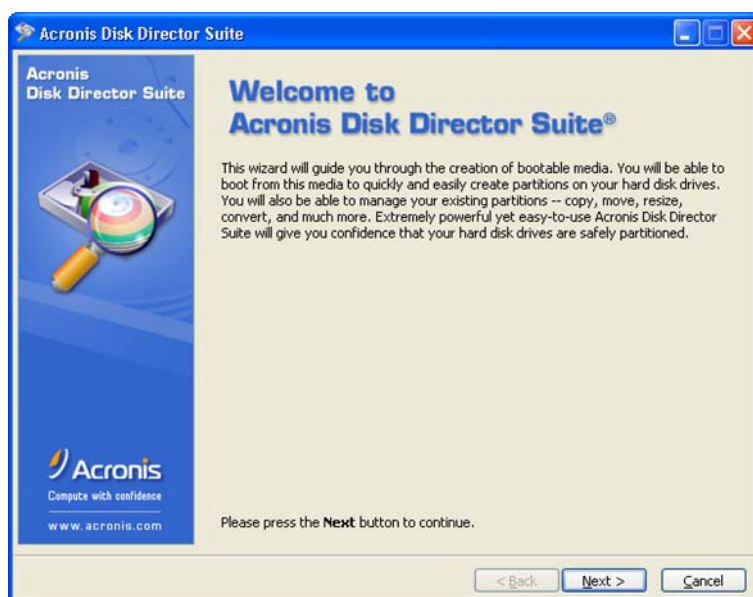 Acronis Disk Director Suite
Acronis
Disk Director Suite
Welcome to
Acronis Disk Director Suite®
This wizard will guide you through the creation of bootable media. You will be able to
boot from this media to quickly and easily create partitions on your hard disk drives.
You will also be able to manage your existing partitions -- copy, move, resize,
convert, and much more. Extremely powerful yet easy-to-use Acronis Disk Director
Suite will give you confidence that your hard disk drives are safely partitioned.
Acronis
Compute with confidence
www.acronis.com
Please press the Next button to continue.
< Back
Next >
Cancel